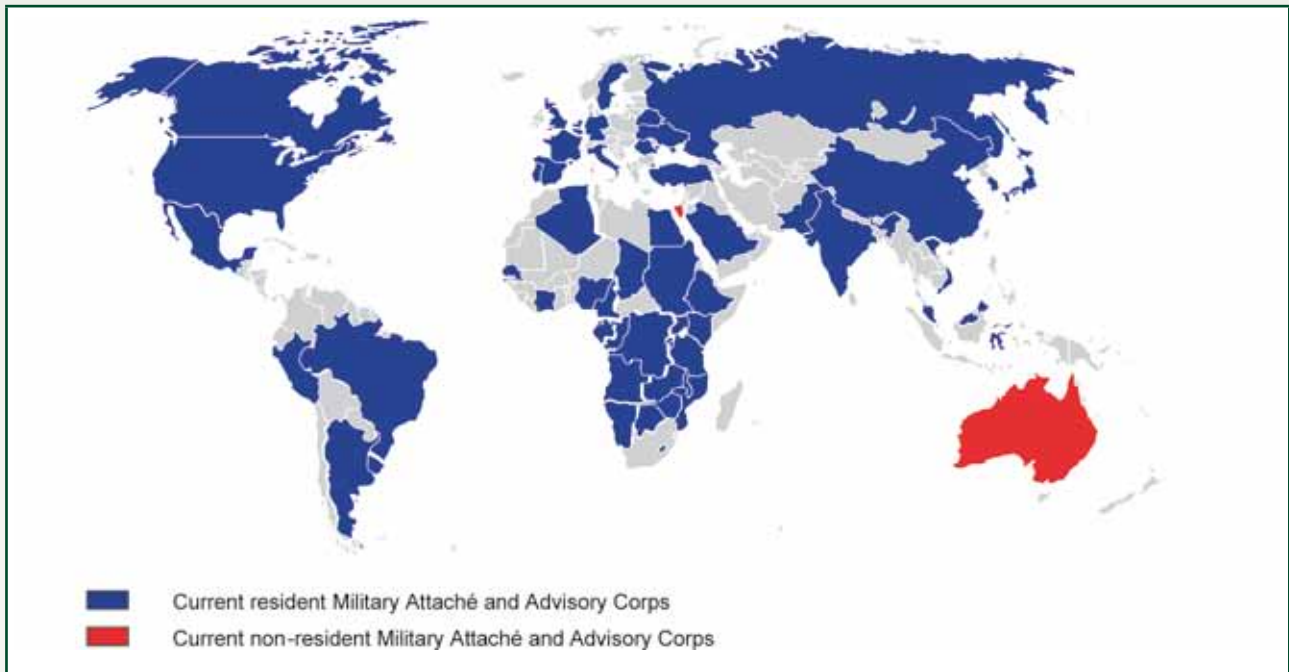 Current resident Military Attaché and Advisory Corps
Current non-resident Military Attaché and Advisory Corps